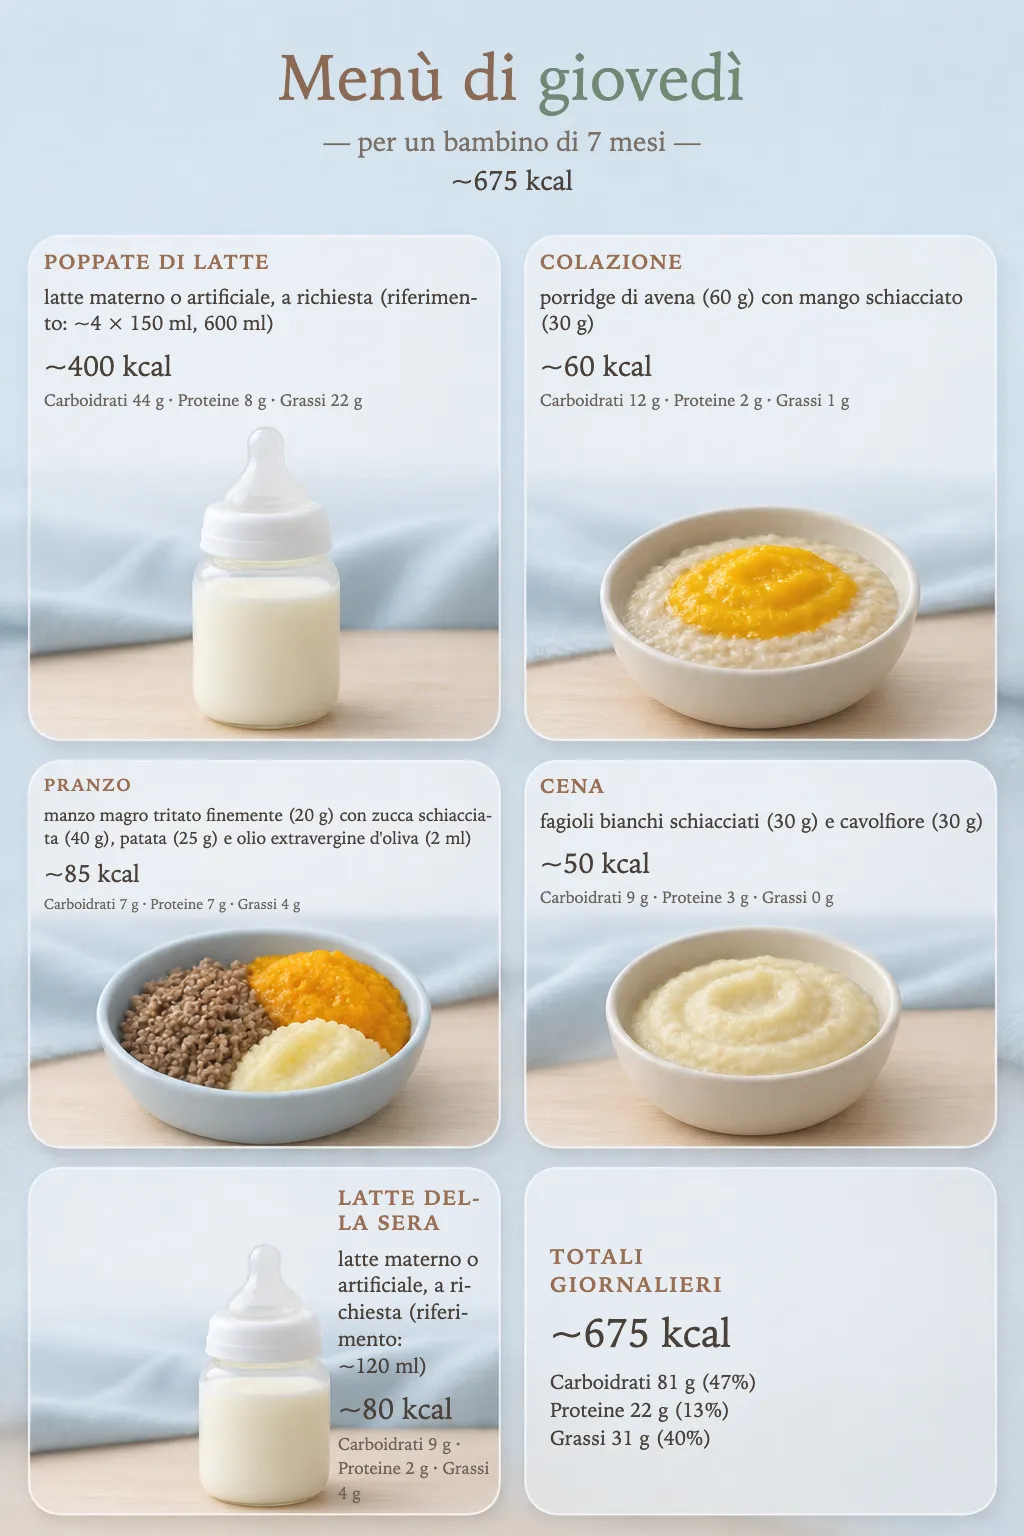 Menù di giovedì
— per un bambino di 7 mesi —
~675 kcal
POPPATE DI LATTE
latte materno o artificiale, a richiesta (riferimen-
to: ~4 × 150 ml, 600 ml)
~400 kcal
Carboidrati 44 g · Proteine 8 g · Grassi 22 g
COLAZIONE
porridge di avena (60 g) con mango schiacciato
(30 g)
~60 kcal
Carboidrati 12 g · Proteine 2 g · Grassi 1 g
PRANZO
manzo magro tritato finemente (20 g) con zucca schiaccia-
ta (40 g), patata (25 g) e olio extravergine d'oliva (2 ml)
~85 kcal
Carboidrati 7 g · Proteine 7 g · Grassi 4 g
CENA
fagioli bianchi schiacciati (30 g) e cavolfiore (30 g)
~50 kcal
Carboidrati 9 g · Proteine 3 g · Grassi 0 g
LATTE DEL-
LA SERA
latte materno o
artificiale, a ri-
chiesta (riferi-
mento:
~120 ml)
~80 kcal
Carboidrati 9 g ·
Proteine 2 g · Grassi
4 g
TOTALI
GIORNALIERI
~675 kcal
Carboidrati 81 g (47%)
Proteine 22 g (13%)
Grassi 31 g (40%)